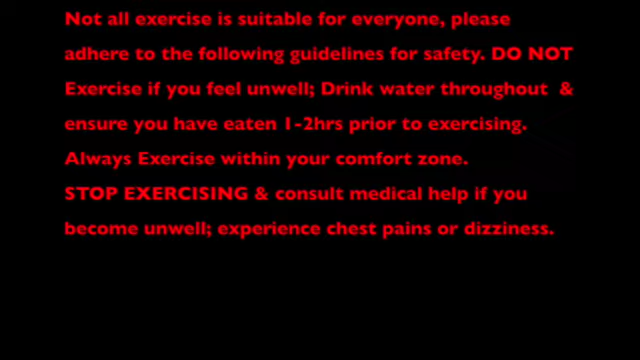 Not all exercise is suitable for everyone, please
adhere to the following guidelines for safety. DO NOT
Exercise if you feel unwell; Drink water throughout &
ensure you have eaten 1-2hrs prior to exercising.
Always Exercise within your comfort zone.
STOP EXERCISING & consult medical help if you
become unwell; experience chest pains or dizziness.